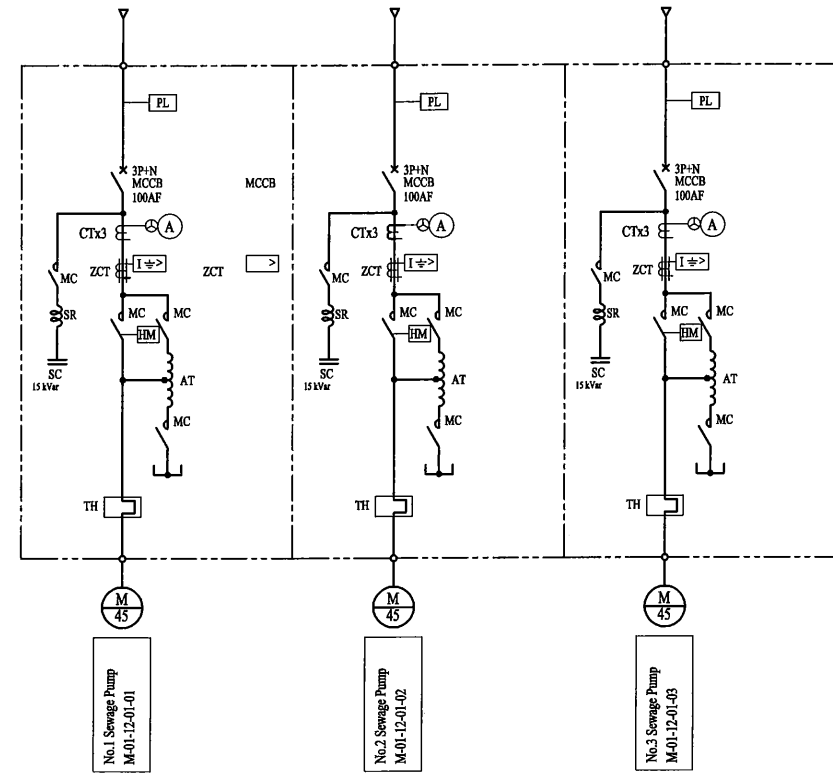 PL
3P+N
MCCB
100AF
CTx3
A
ZCT
I >
MC
SR
SC
15 kVar
MC
MC
HM
AT
MC
TH
M
45
No.1 Sewage Pump
M-01-12-01-01
MCCB
ZCT
>
PL
3P+N
MCCB
100AF
CTx3
A
ZCT
I >
MC
SR
SC
15 kVar
MC
MC
HM
AT
MC
TH
M
45
No.2 Sewage Pump
M-01-12-01-02
PL
3P+N
MCCB
100AF
CTx3
A
ZCT
I >
MC
SR
SC
15 kVar
MC
MC
HM
AT
MC
TH
M
45
No.3 Sewage Pump
M-01-12-01-03